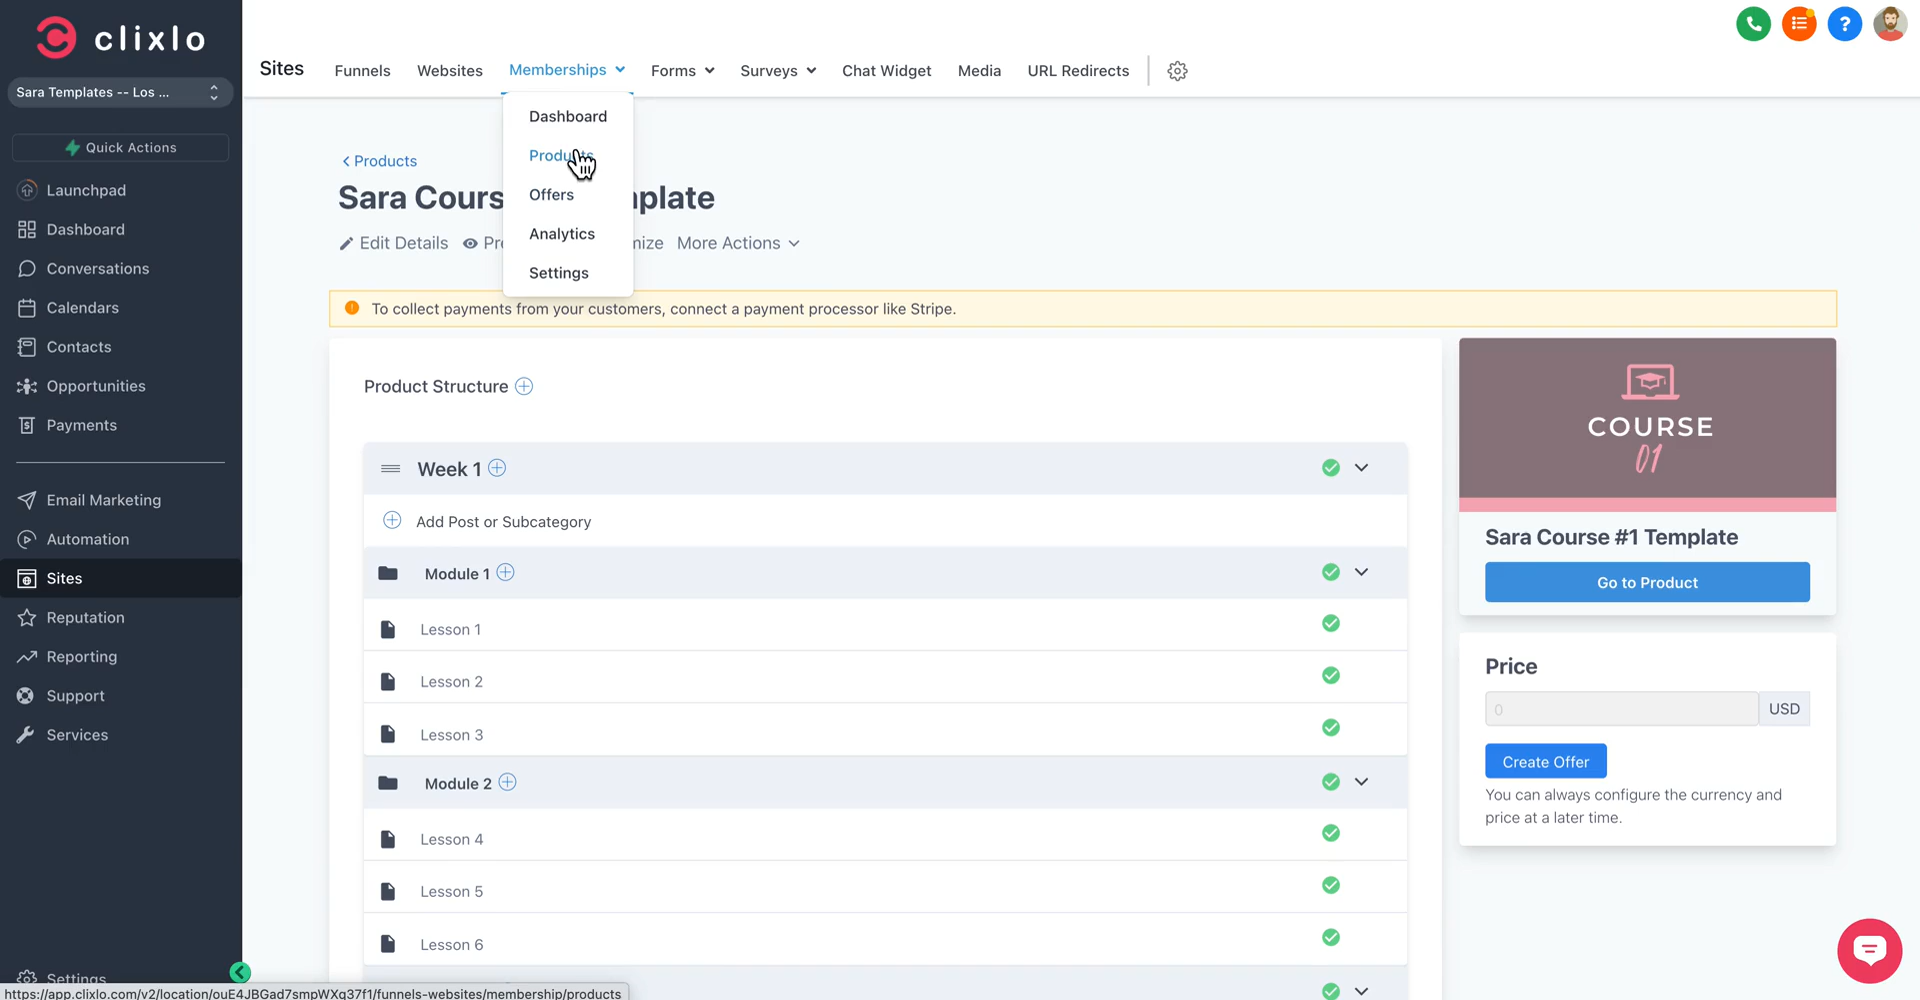 clixlo
Sara Templates -- Los ...
Quick Actions
Launchpad
Dashboard
Conversations
Calendars
Contacts
Opportunities
Payments
Email Marketing
Automation
Sites
Reputation
Reporting
Support
Services
Settings
Sites
Funnels
Websites
Memberships
Forms
Surveys
Chat Widget
Media
URL Redirects
Dashboard
Products
Offers
Analytics
Settings
Products
Sara Cours
plate
Edit Details
Pr
mize
More Actions
To collect payments from your customers, connect a payment processor like Stripe.
Product Structure
Week 1
Add Post or Subcategory
Module 1
Lesson 1
Lesson 2
Lesson 3
Module 2
Lesson 4
Lesson 5
Lesson 6
COURSE
01
Sara Course #1 Template
Go to Product
Price
0
USD
Create Offer
You can always configure the currency and
price at a later time.
https://app.clixlo.com/v2/location/ouE4JBGad7smpWXq37f1/funnels-websites/membership/products